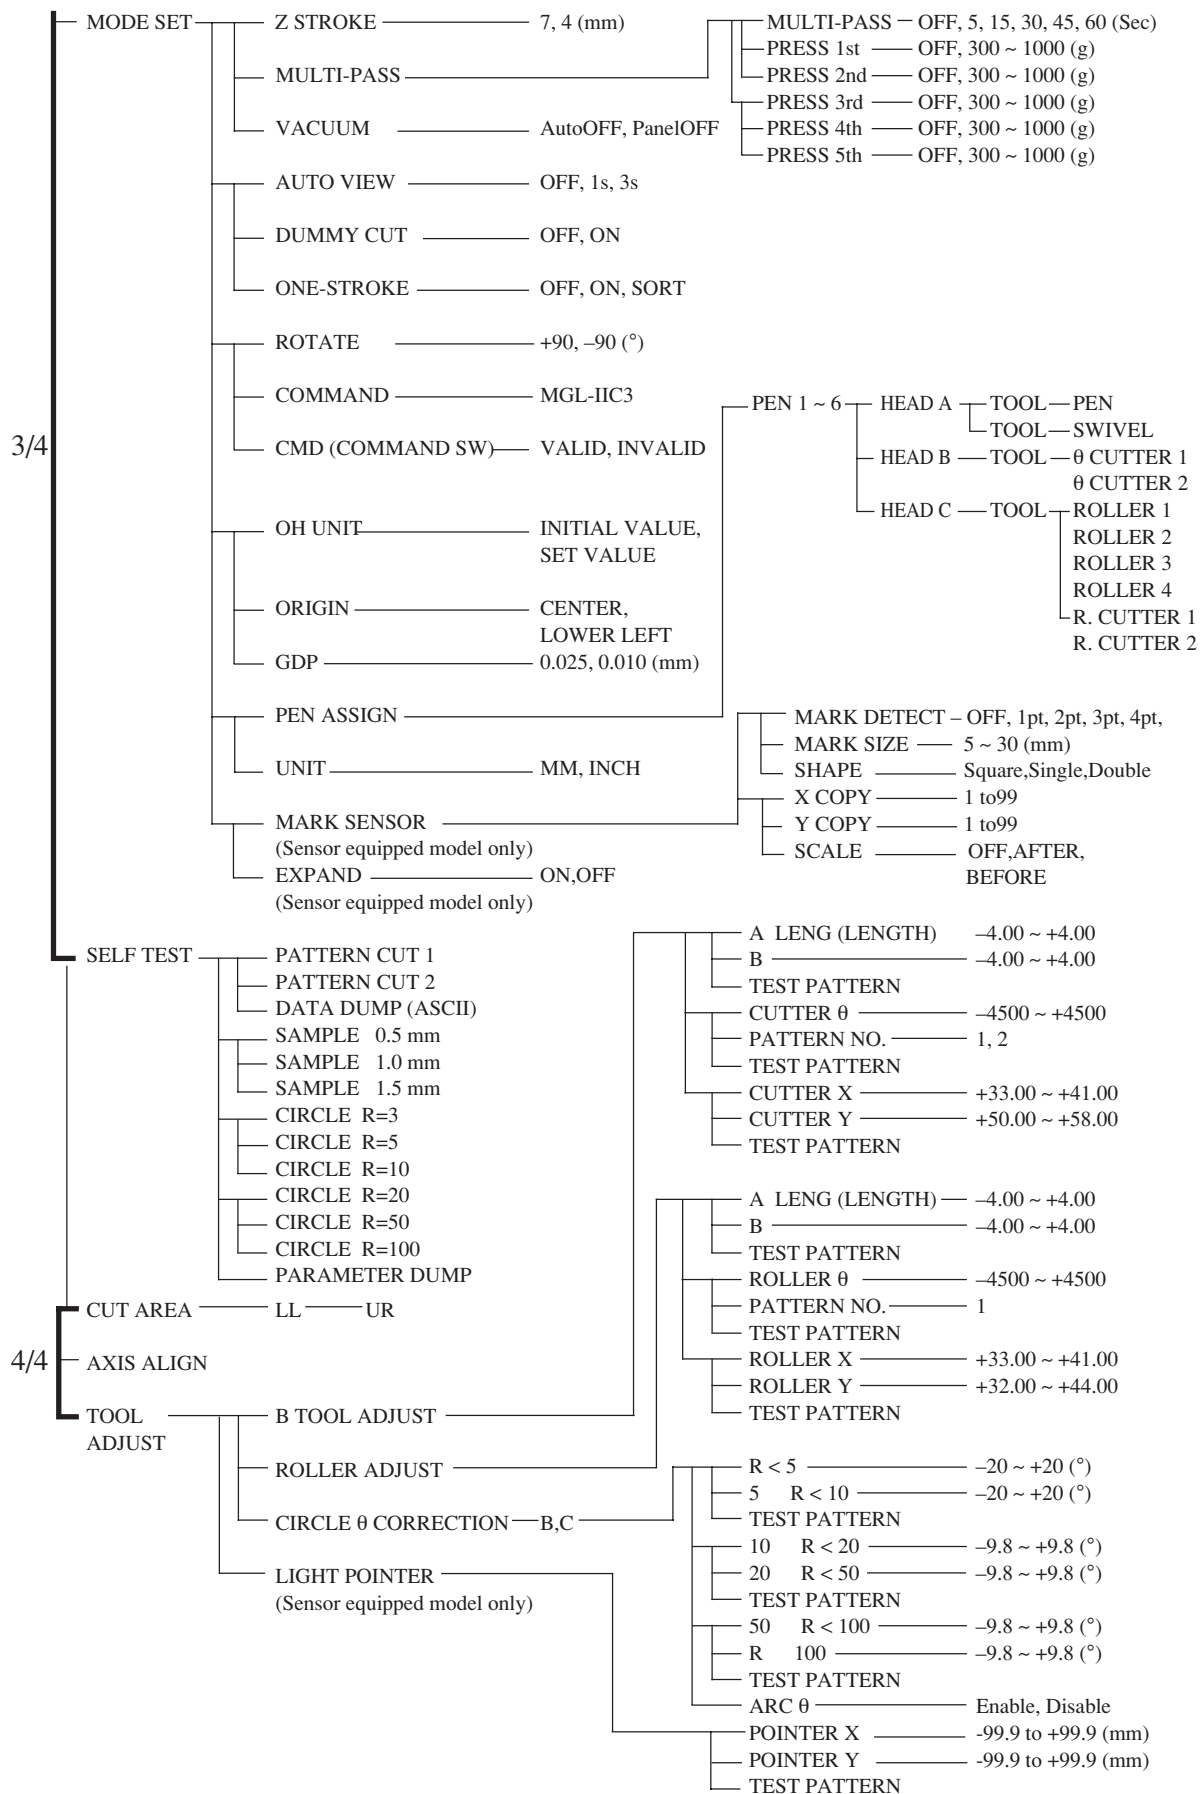 MODE SET Z STROKE 7, 4 (mm) MULTI-PASS OFF, 5, 15, 30, 45, 60 (Sec)
PRESS 1st OFF, 300 ~ 1000 (g)
MULTI-PASS PRESS 2nd OFF, 300 ~ 1000 (g)
PRESS 3rd OFF, 300 ~ 1000 (g)
VACUUM AutoOFF, PanelOFF PRESS 4th OFF, 300 ~ 1000 (g)
PRESS 5th OFF, 300 ~ 1000 (g)
AUTO VIEW OFF, 1s, 3s
DUMMY CUT OFF, ON
ONE-STROKE OFF, ON, SORT
ROTATE +90, –90 (°)
COMMAND MGL-IIC3
PEN 1 ~ 6 HEAD A TOOL PEN
TOOL SWIVEL
3/4 CMD (COMMAND SW) VALID, INVALID
HEAD B TOOL θ CUTTER 1
θ CUTTER 2
HEAD C TOOL ROLLER 1
OH UNIT INITIAL VALUE,
ROLLER 2
SET VALUE
ROLLER 3
ROLLER 4
ORIGIN CENTER,
R. CUTTER 1
LOWER LEFT
R. CUTTER 2
GDP 0.025, 0.010 (mm)
PEN ASSIGN MARK DETECT – OFF, 1pt, 2pt, 3pt, 4pt,
MARK SIZE 5 ~ 30 (mm)
UNIT MM, INCH SHAPE Square,Single,Double
X COPY 1 to99
MARK SENSOR Y COPY 1 to99
(Sensor equipped model only) SCALE OFF,AFTER,
EXPAND ON,OFF BEFORE
(Sensor equipped model only)
A LENG (LENGTH) –4.00 ~ +4.00
SELF TEST PATTERN CUT 1 B –4.00 ~ +4.00
PATTERN CUT 2 TEST PATTERN
DATA DUMP (ASCII) CUTTER θ –4500 ~ +4500
SAMPLE 0.5 mm PATTERN NO. 1, 2
SAMPLE 1.0 mm TEST PATTERN
SAMPLE 1.5 mm CUTTER X +33.00 ~ +41.00
CIRCLE R=3 CUTTER Y +50.00 ~ +58.00
CIRCLE R=5 TEST PATTERN
CIRCLE R=10
CIRCLE R=20 A LENG (LENGTH) –4.00 ~ +4.00
CIRCLE R=50 B –4.00 ~ +4.00
CIRCLE R=100 TEST PATTERN
PARAMETER DUMP ROLLER θ –4500 ~ +4500
CUT AREA LL UR PATTERN NO. 1
TEST PATTERN
4/4 AXIS ALIGN ROLLER X +33.00 ~ +41.00
ROLLER Y +32.00 ~ +44.00
TOOL B TOOL ADJUST TEST PATTERN
ADJUST
ROLLER ADJUST R < 5 –20 ~ +20 (°)
5 R < 10 –20 ~ +20 (°)
CIRCLE θ CORRECTION B,C TEST PATTERN
10 R < 20 –9.8 ~ +9.8 (°)
LIGHT POINTER 20 R < 50 –9.8 ~ +9.8 (°)
(Sensor equipped model only) TEST PATTERN
50 R < 100 –9.8 ~ +9.8 (°)
R 100 –9.8 ~ +9.8 (°)
TEST PATTERN
ARC θ Enable, Disable
POINTER X -99.9 to +99.9 (mm)
POINTER Y -99.9 to +99.9 (mm)
TEST PATTERN